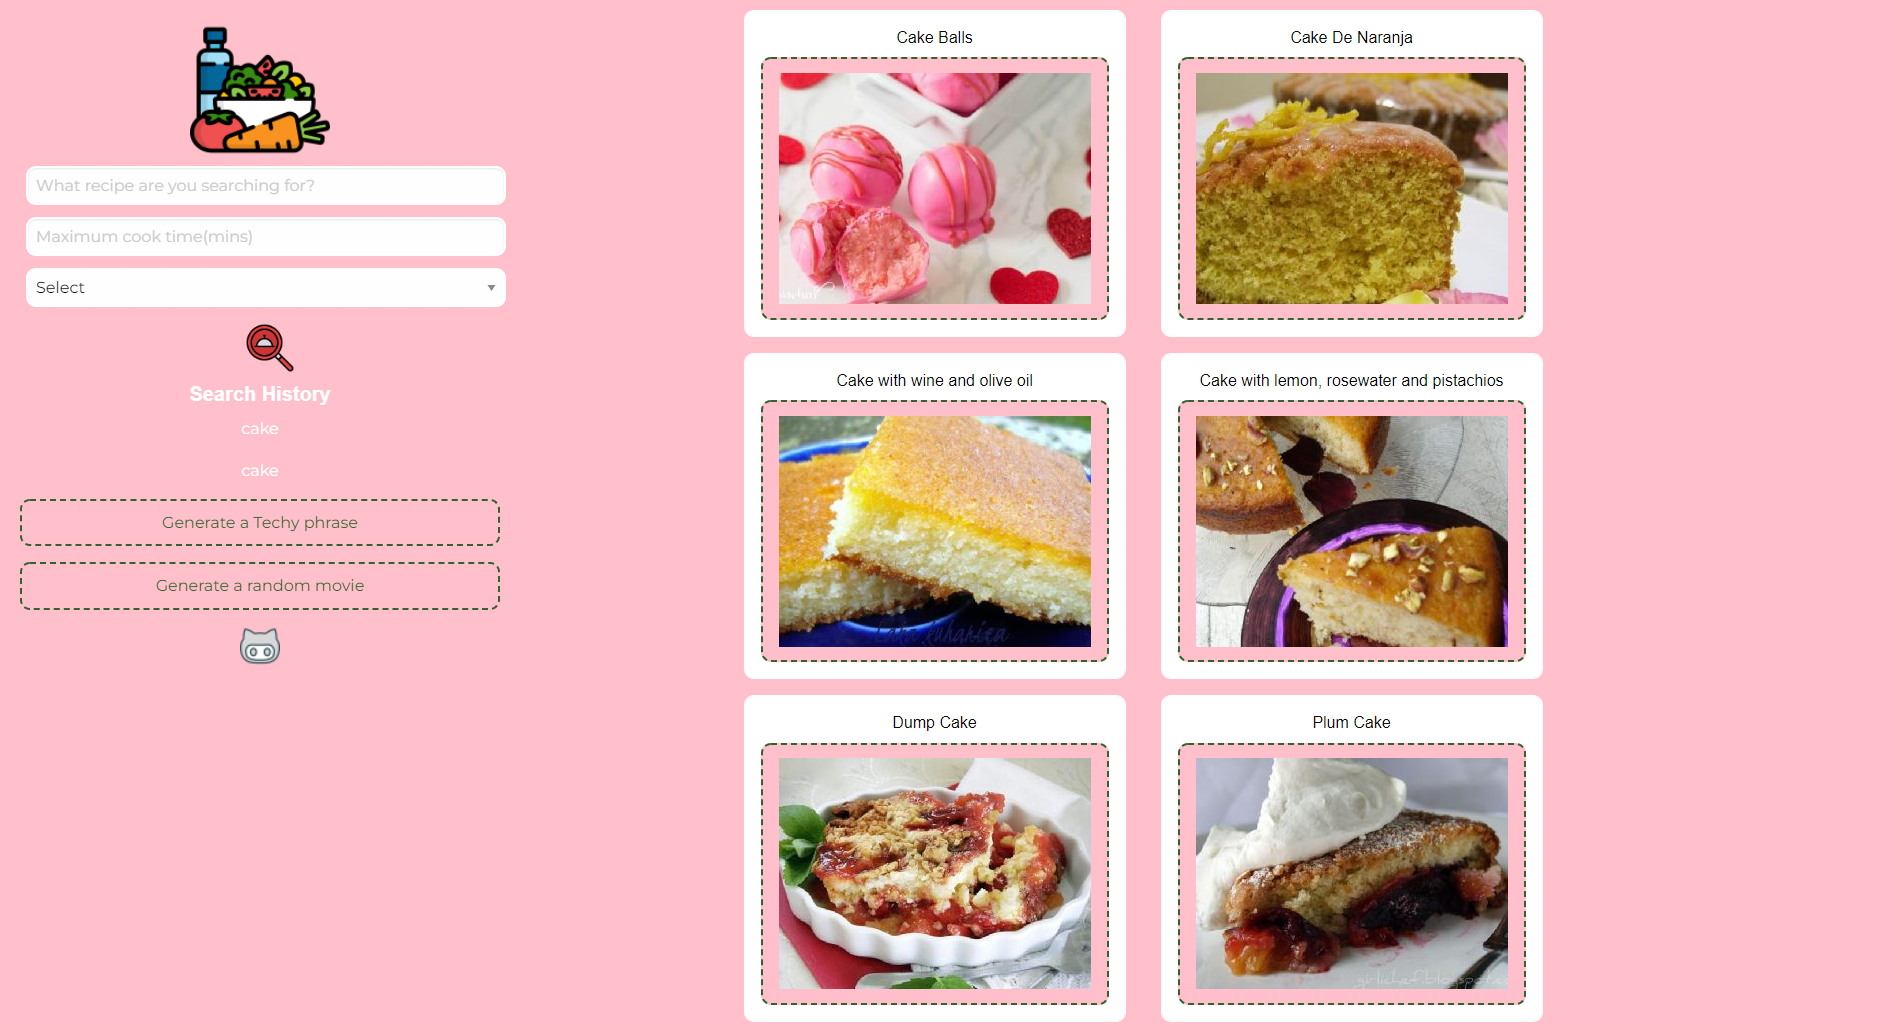 What recipe are you searching for?
Maximum cook time(mins)
Select
Search History
cake
cake
Generate a Techy phrase
Generate a random movie
Cake Balls
Cake De Naranja
Cake with wine and olive oil
Cake with lemon, rosewater and pistachios
Dump Cake
Plum Cake